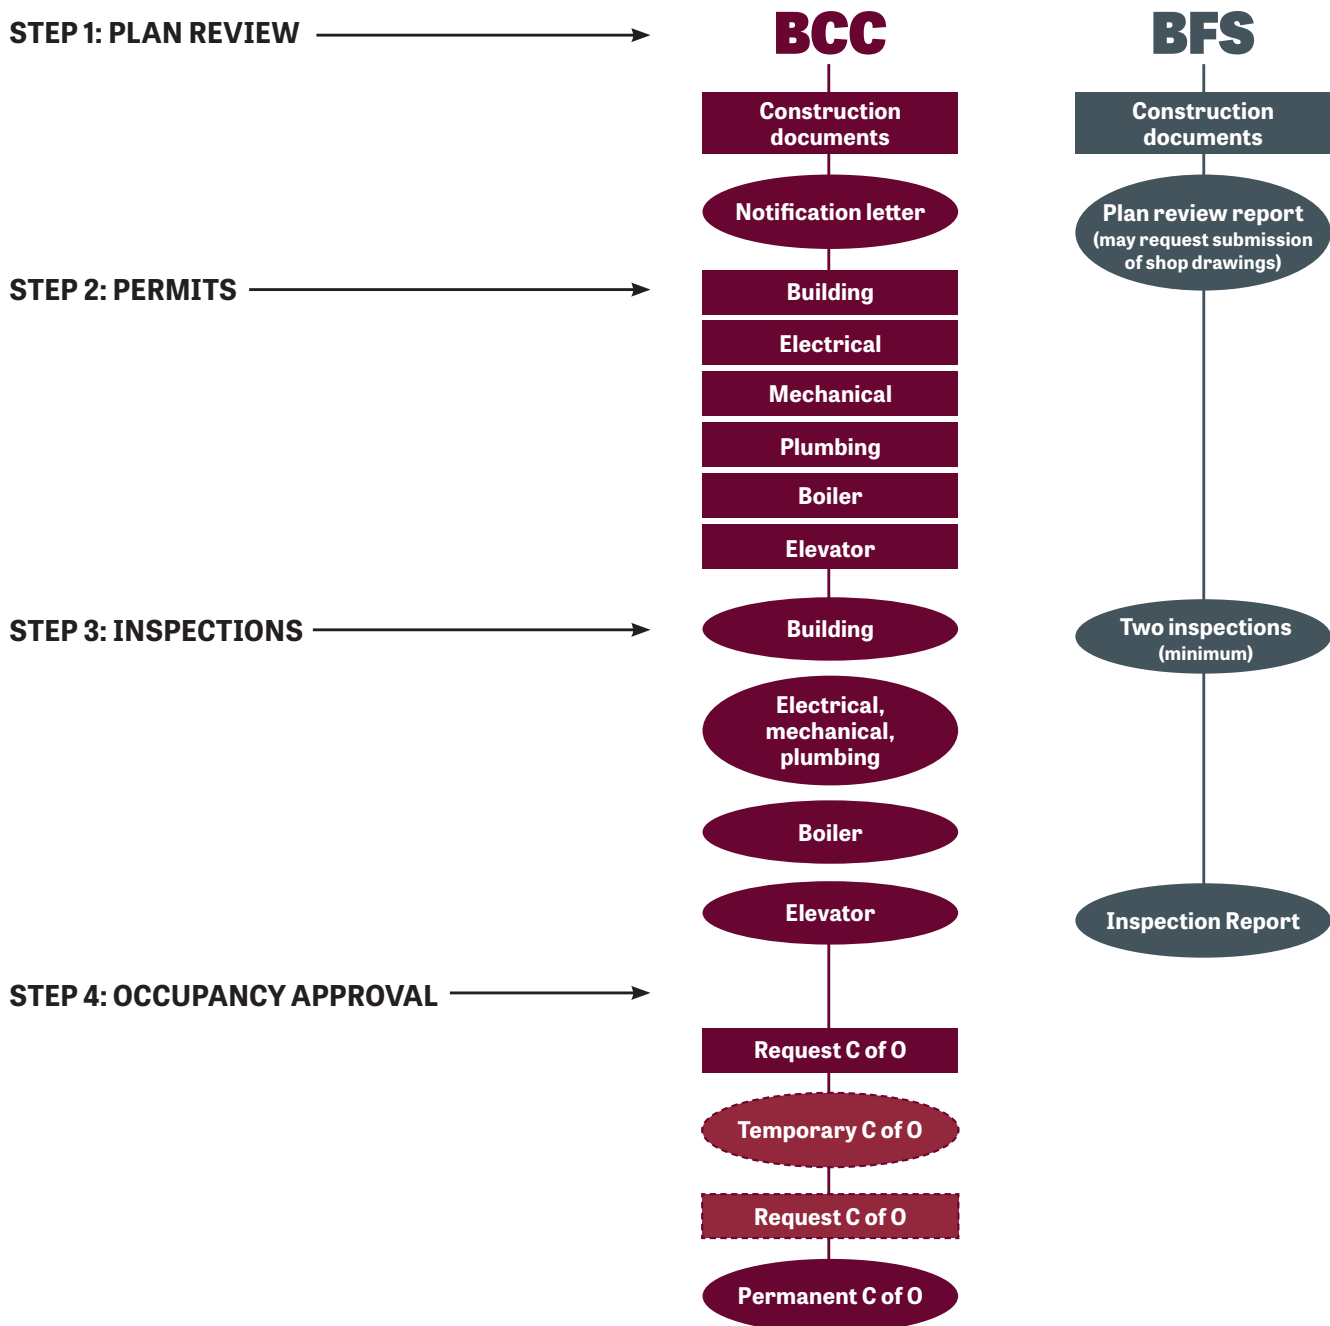 STEP 1: PLAN REVIEW
BCC
BFS
Construction
documents
Construction
documents
Notification letter
Plan review report
(may request submission
of shop drawings)
STEP 2: PERMITS
Building
Electrical
Mechanical
Plumbing
Boiler
Elevator
STEP 3: INSPECTIONS
Building
Two inspections
(minimum)
Electrical,
mechanical,
plumbing
Boiler
Elevator
Inspection Report
STEP 4: OCCUPANCY APPROVAL
Request C of O
Temporary C of O
Request C of O
Permanent C of O